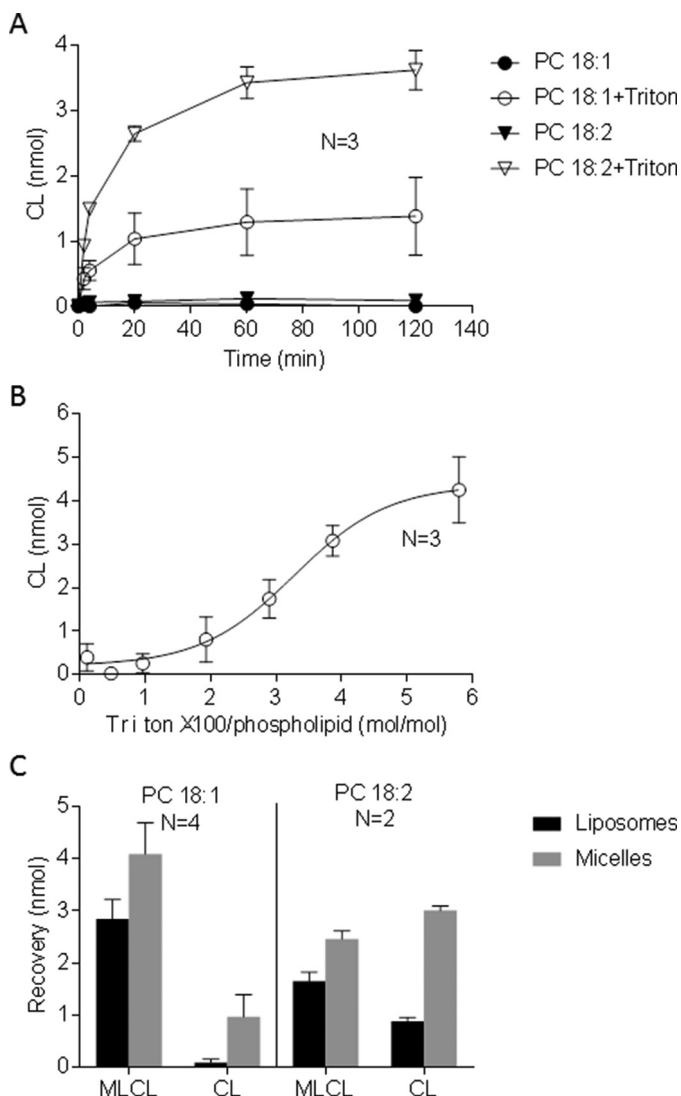 A
CL (nmol)
4
3
2
1
0
N=3
0 20 40 60 80 100 120 140
Time (min)
PC 18:1
PC 18:1+Triton
PC 18:2
PC 18:2+Triton
B
CL (nmol)
6
5
4
3
2
1
0
N=3
0 1 2 3 4 5 6
Triton X-100/phospholipid (mol/mol)
C
Recovery (nmol)
5
4
3
2
1
0
PC 18:1
N=4
PC 18:2
N=2
MLCL CL MLCL CL
Liposomes
Micelles